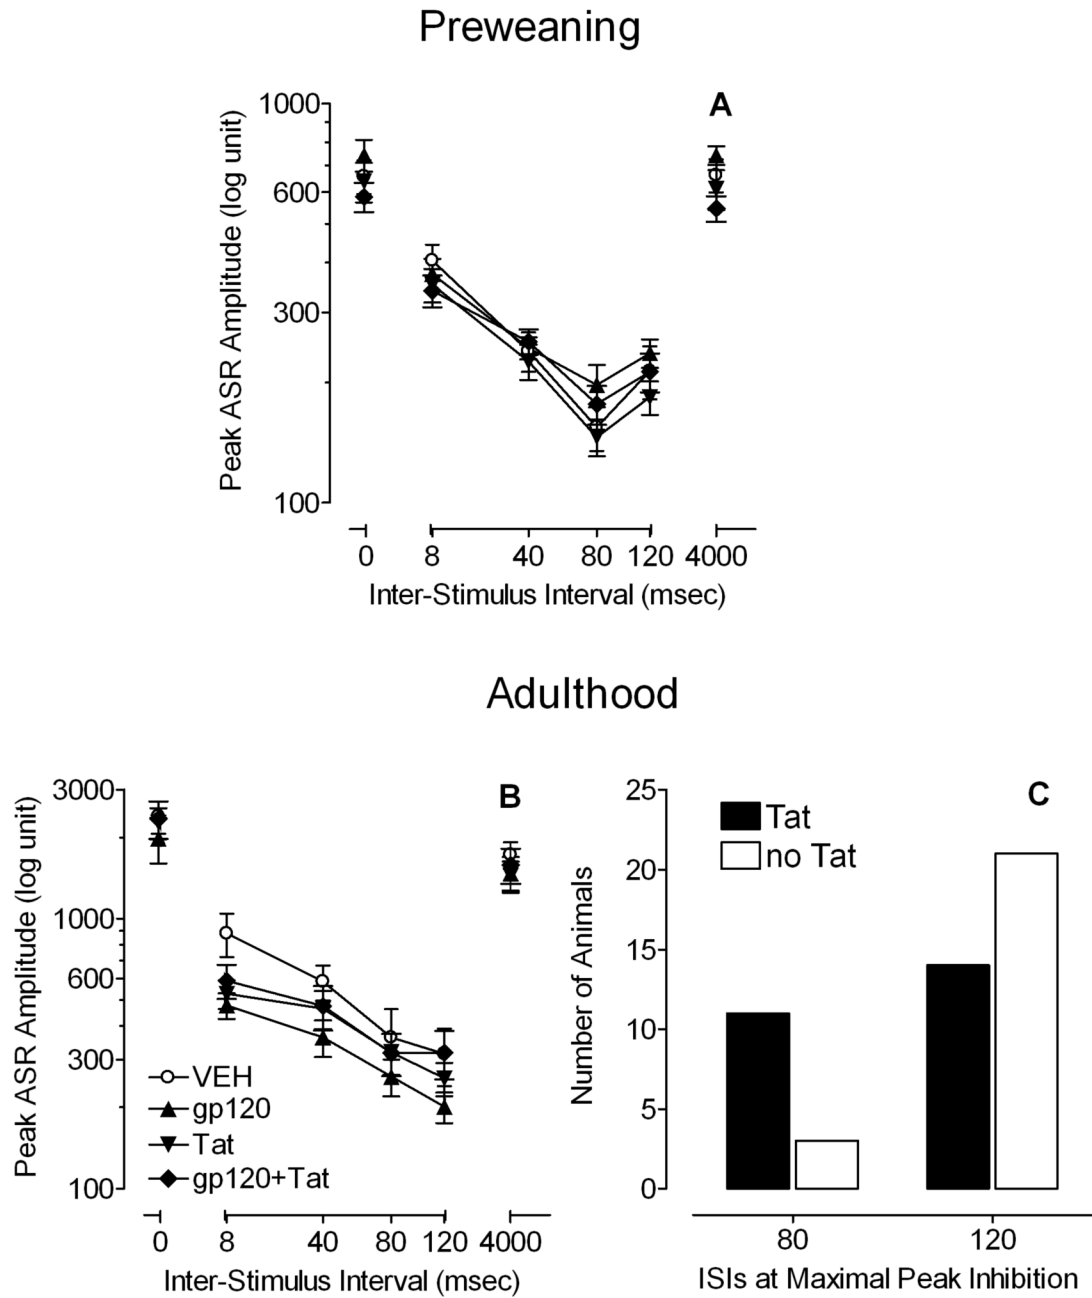 Preweaning
A
Peak ASR Amplitude (log unit)
1000
600
300
100
0 8 40 80 120 4000
Inter-Stimulus Interval (msec)
Adulthood
B
Peak ASR Amplitude (log unit)
3000
1000
600
300
100
VEH
gp120
Tat
gp120+Tat
0 8 40 80 120 4000
Inter-Stimulus Interval (msec)
C
Number of Animals
25
20
15
10
5
0
Tat
no Tat
80 120
ISIs at Maximal Peak Inhibition